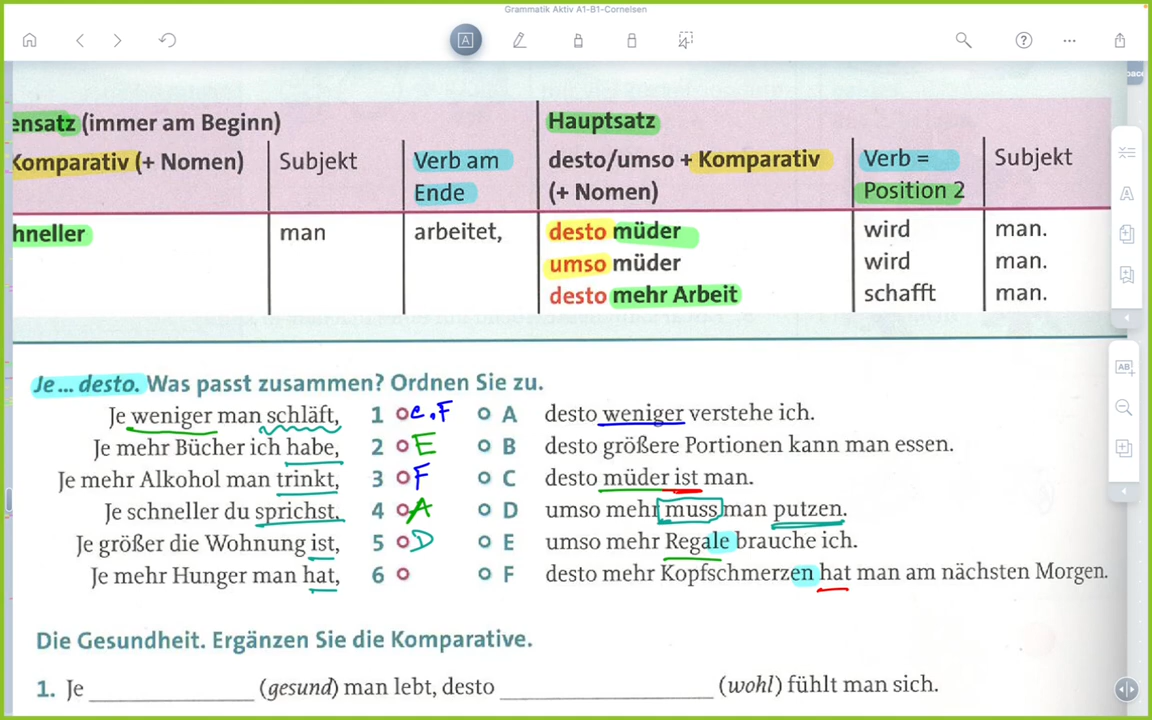 Grammatik Aktiv A1-B1-Cornelsen
ensatz (immer am Beginn) Hauptsatz
Komparativ (+ Nomen) Subjekt Verb am Ende desto/umso + Komparativ (+ Nomen) Verb = Position 2 Subjekt
hneller man arbeitet, desto müder wird man.
umso müder wird man.
desto mehr Arbeit schafft man.
Je ... desto. Was passt zusammen? Ordnen Sie zu.
Je weniger man schläft, 1 C,F A desto weniger verstehe ich.
Je mehr Bücher ich habe, 2 E B desto größere Portionen kann man essen.
Je mehr Alkohol man trinkt, 3 F C desto müder ist man.
Je schneller du sprichst, 4 A D umso mehr muss man putzen.
Je größer die Wohnung ist, 5 D E umso mehr Regale brauche ich.
Je mehr Hunger man hat, 6 F desto mehr Kopfschmerzen hat man am nächsten Morgen.
Die Gesundheit. Ergänzen Sie die Komparative.
1. Je ____________ (gesund) man lebt, desto ________________ (wohl) fühlt man sich.